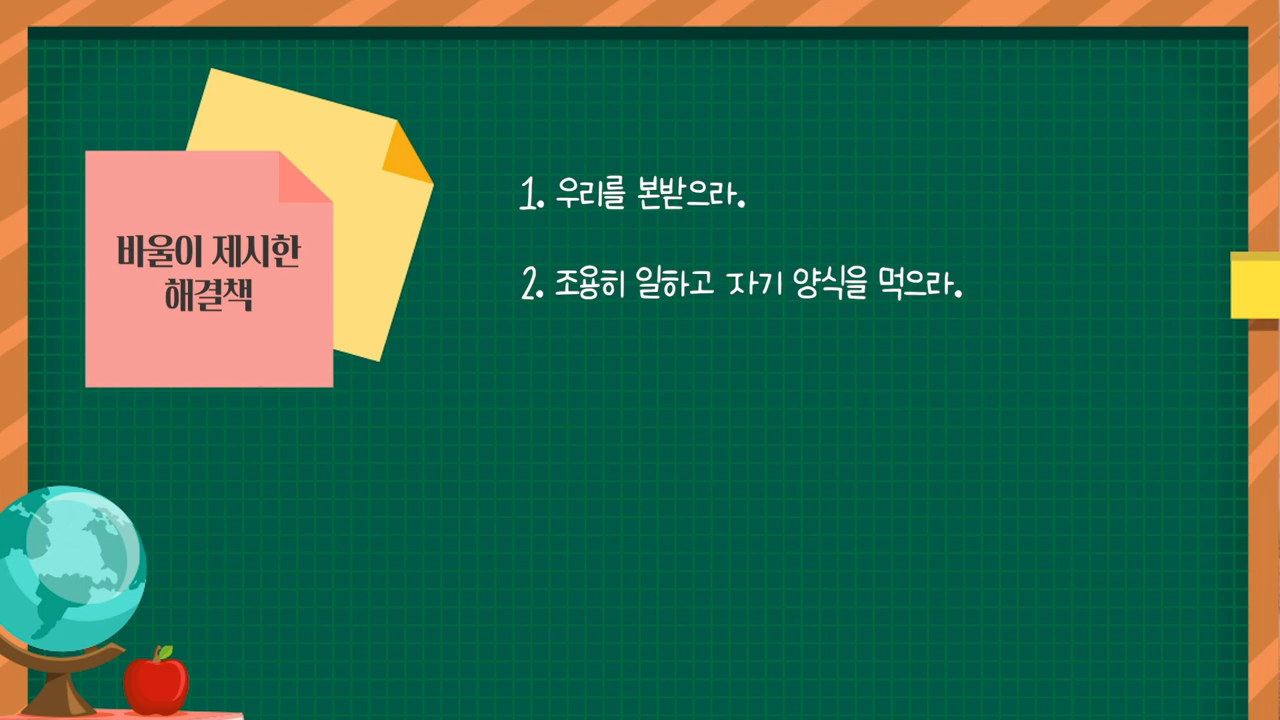 바울이 제시한
해결책
1. 우리를 본받으라.
2. 조용히 일하고 자기 양식을 먹으라.